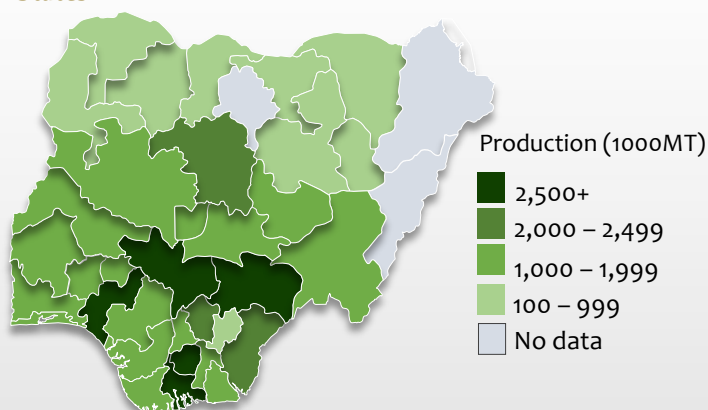 Production (1000MT)
2,500+
2,000 – 2,499
1,000 – 1,999
100 – 999
No data